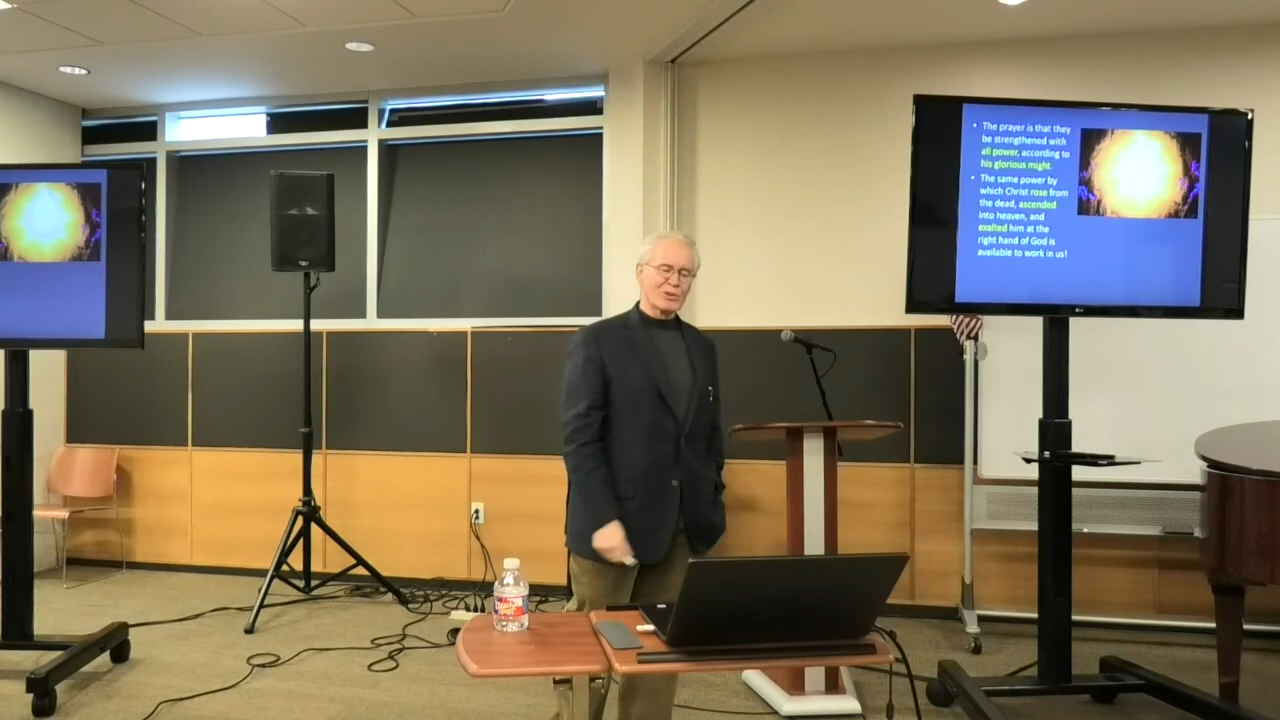 • The prayer is that they
be strengthened with
all power, according to
his glorious might.
• The same power by
which Christ rose from
the dead, ascended
into heaven, and
exalted him at the
right hand of God is
available to work in us!
LG